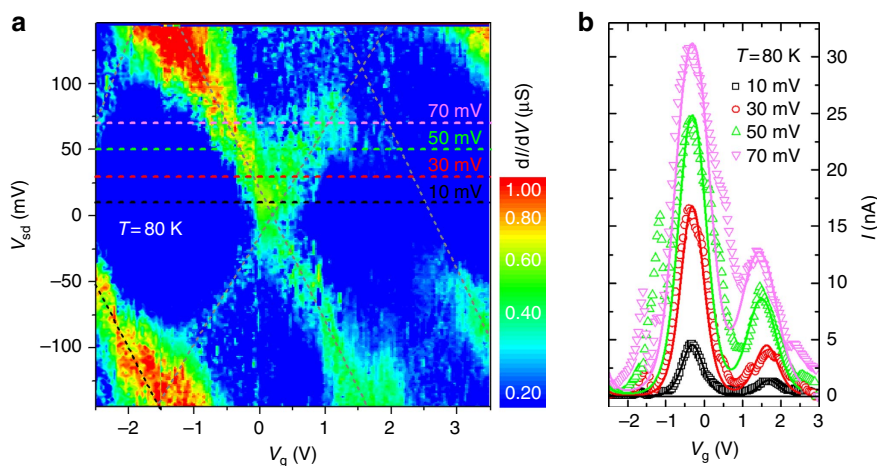 a
V_sd (mV)
100
50
0
−50
−100
70 mV
50 mV
30 mV
10 mV
T = 80 K
−2
−1
0
1
2
3
V_g (V)
dI/dV (μS)
1.00
0.80
0.40
0.20
b
T = 80 K
10 mV
30 mV
50 mV
70 mV
30
25
20
15
10
5
0
I (nA)
−2
−1
0
1
2
3
V_g (V)